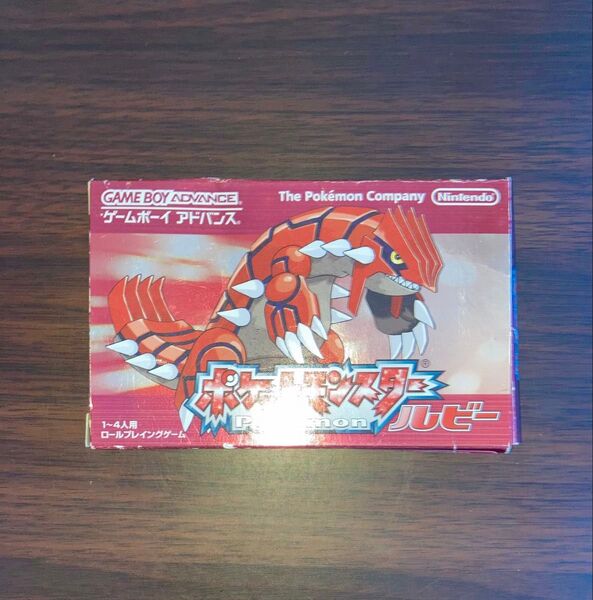 GAME BOY ADVANCE
ゲームボーイ アドバンス
The Pokémon Company
Nintendo
ポケットモンスター
Pokémon
ルビー
1~4人用
ロールプレイングゲーム